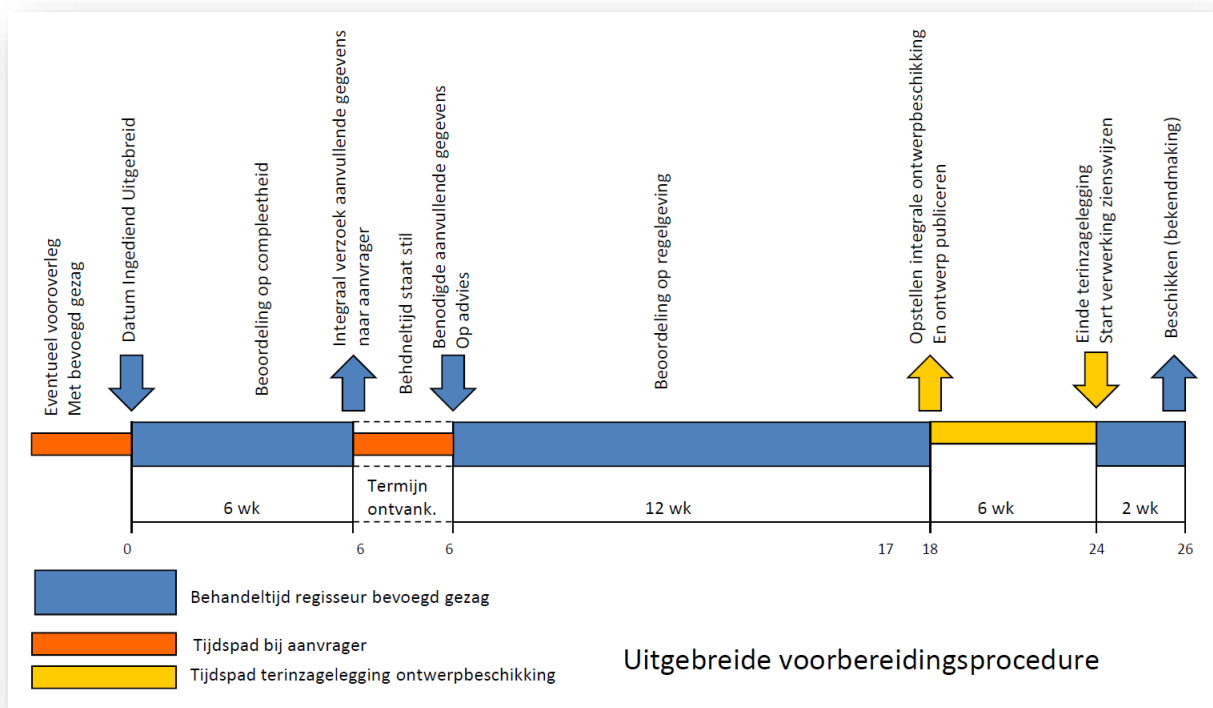 Eventueel vooroverleg
Met bevoegd gezag
Datum Ingediend Uitgebreid
Beoordeling op compleetheid
Integraal verzoek aanvullende gegevens
naar aanvrager
Behdneltijd staat stil
Benodigde aanvullende gegevens
Op advies
Beoordeling op regelgeving
Opstellen integrale ontwerpbeschikking
En ontwerp publiceren
Einde terinzagelegging
Start verwerking zienswijzen
Beschikken (bekendmaking)
6 wk
Termijn
ontvank.
12 wk
6 wk
2 wk
0
6
6
17
18
24
26
Behandeltijd regisseur bevoegd gezag
Tijdspad bij aanvrager
Tijdspad terinzagelegging ontwerpbeschikking
Uitgebreide voorbereidingsprocedure